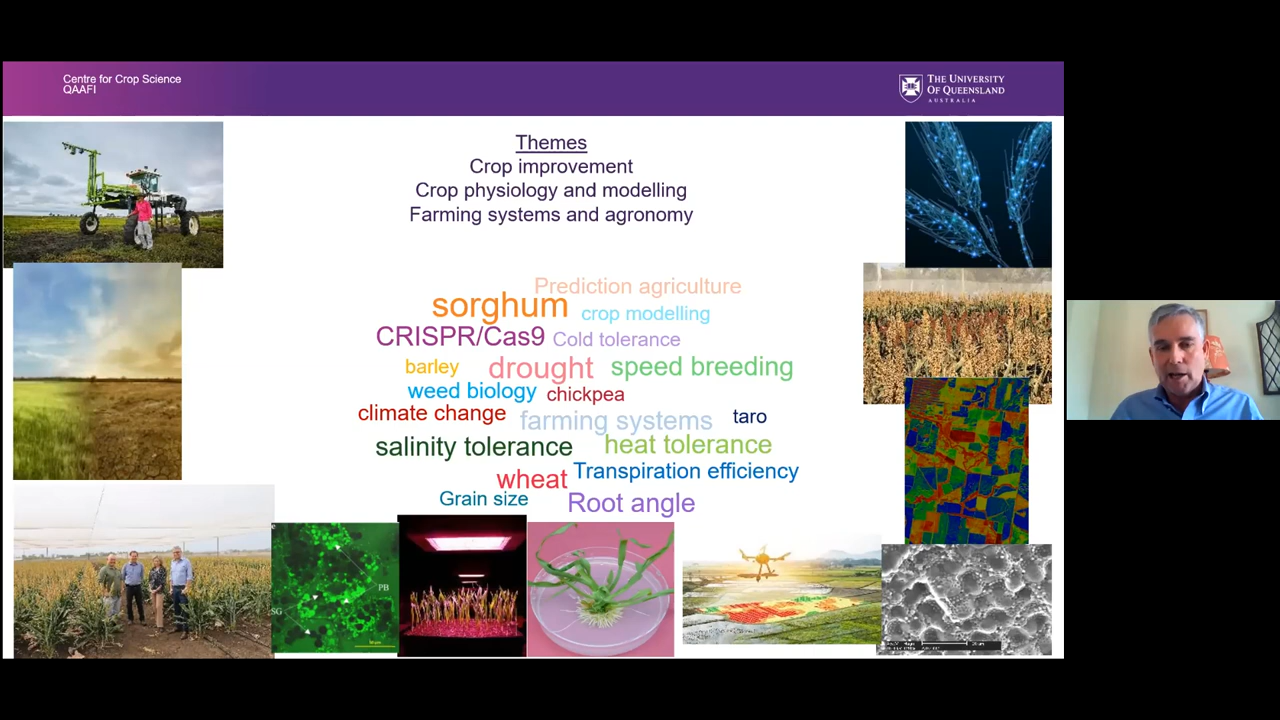 Centre for Crop Science
QAAFI
THE UNIVERSITY
OF QUEENSLAND
AUSTRALIA
Themes
Crop improvement
Crop physiology and modelling
Farming systems and agronomy
Prediction agriculture
sorghum crop modelling
CRISPR/Cas9 Cold tolerance
barley drought speed breeding
weed biology chickpea
climate change farming systems taro
salinity tolerance heat tolerance
wheat Transpiration efficiency
Grain size Root angle
PB
SG